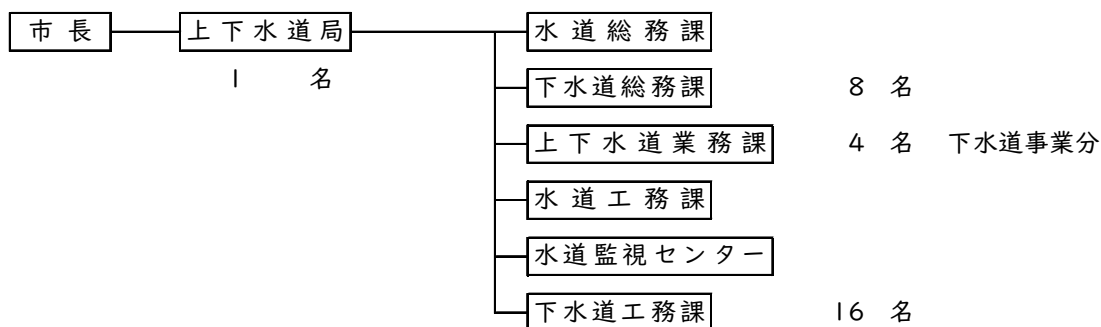 市長 上下水道局 水道総務課
1 名
下水道総務課 8 名
上下水道業務課 4 名 下水道事業分
水道工務課
水道監視センター
下水道工務課 16 名